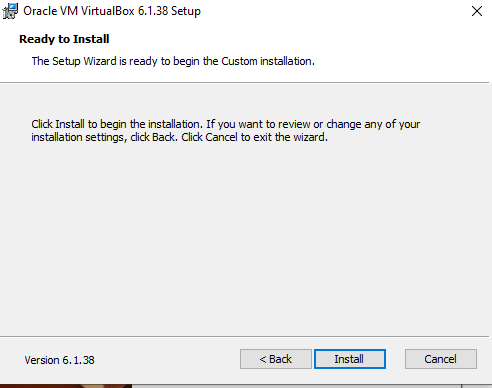 Oracle VM VirtualBox 6.1.38 Setup
Ready to Install
The Setup Wizard is ready to begin the Custom installation.
Click Install to begin the installation. If you want to review or change any of your
installation settings, click Back. Click Cancel to exit the wizard.
Version 6.1.38
< Back
Install
Cancel